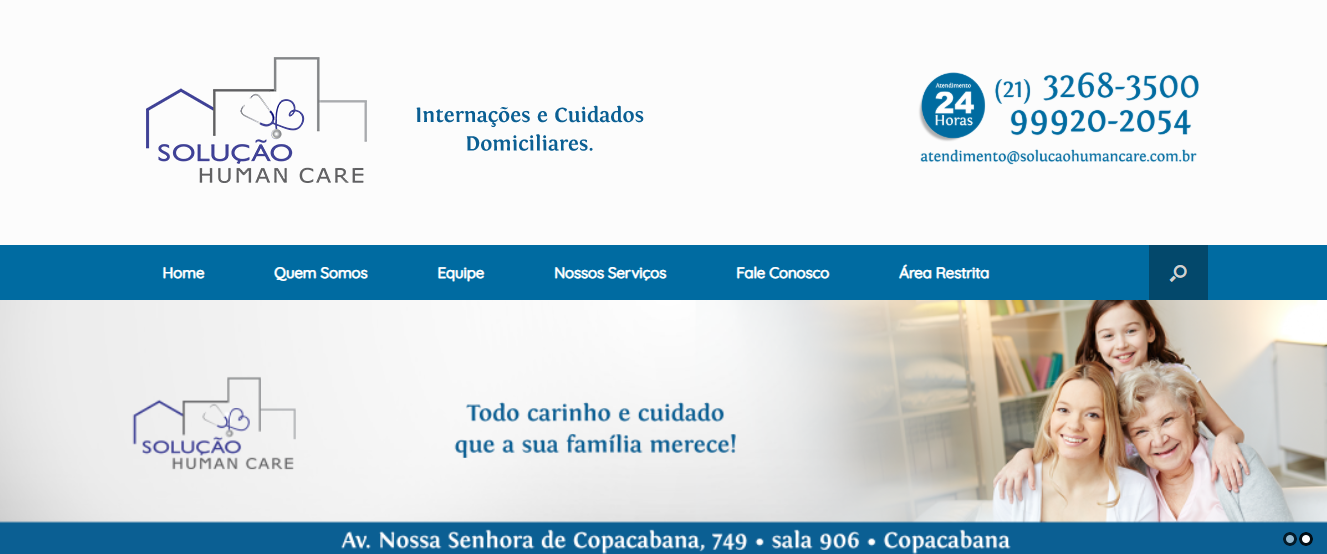 SOLUÇÃO
HUMAN CARE
Internações e Cuidados
Domiciliares.
Atendimento
24
Horas
(21) 3268-3500
99920-2054
atendimento@solucaohumancare.com.br
Home Quem Somos Equipe Nossos Serviços Fale Conosco Área Restrita
SOLUÇÃO
HUMAN CARE
Todo carinho e cuidado
que a sua família merece!
Av. Nossa Senhora de Copacabana, 749 • sala 906 • Copacabana